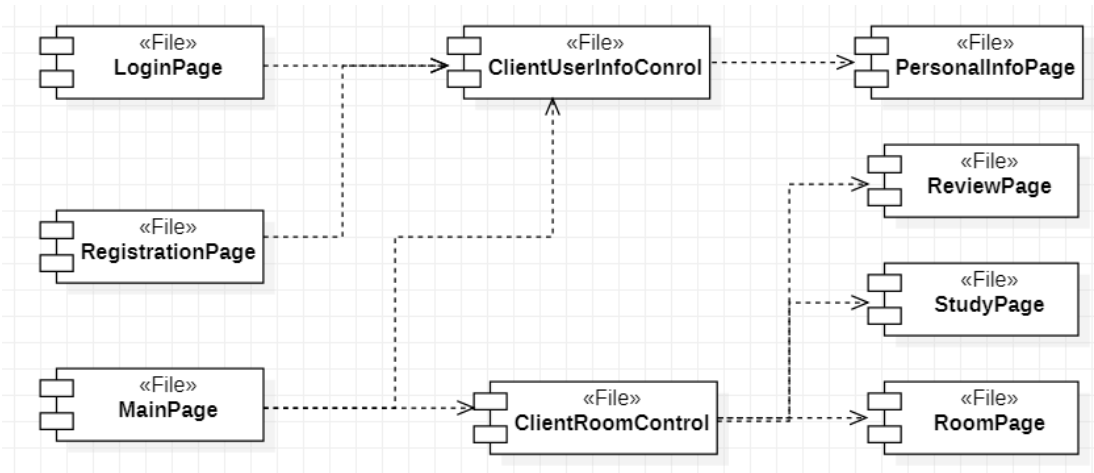 «File»
LoginPage
«File»
ClientUserInfoConrol
«File»
PersonalInfoPage
«File»
ReviewPage
«File»
RegistrationPage
«File»
StudyPage
«File»
MainPage
«File»
ClientRoomControl
«File»
RoomPage